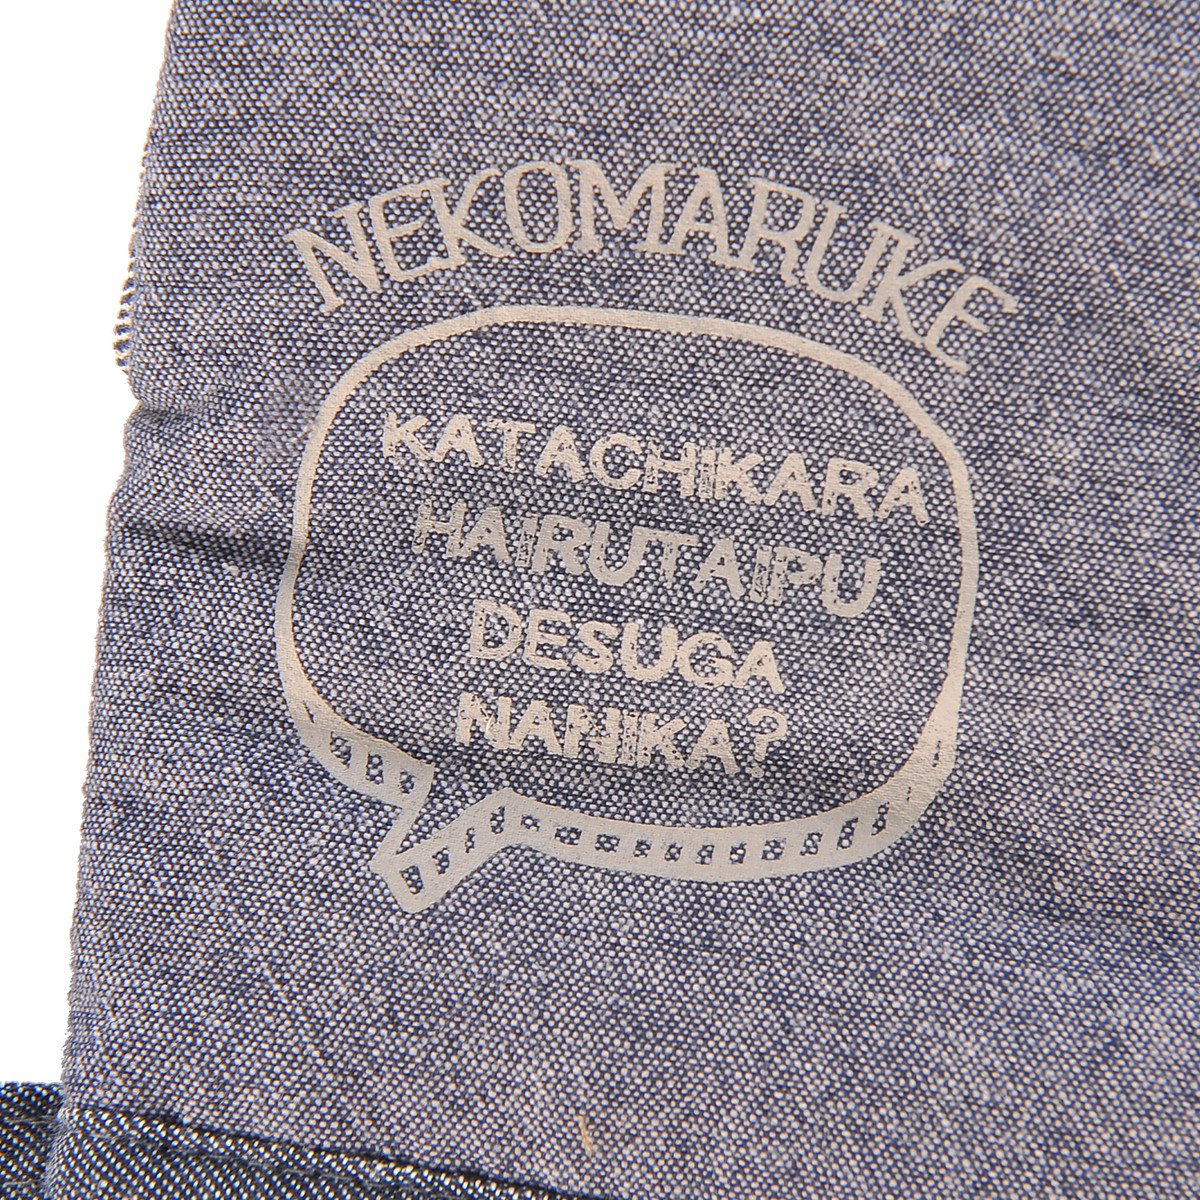 NEKOMARUKE
KATACHIKARA
HAIRUTAIPU
DESUGA
NANIKA?